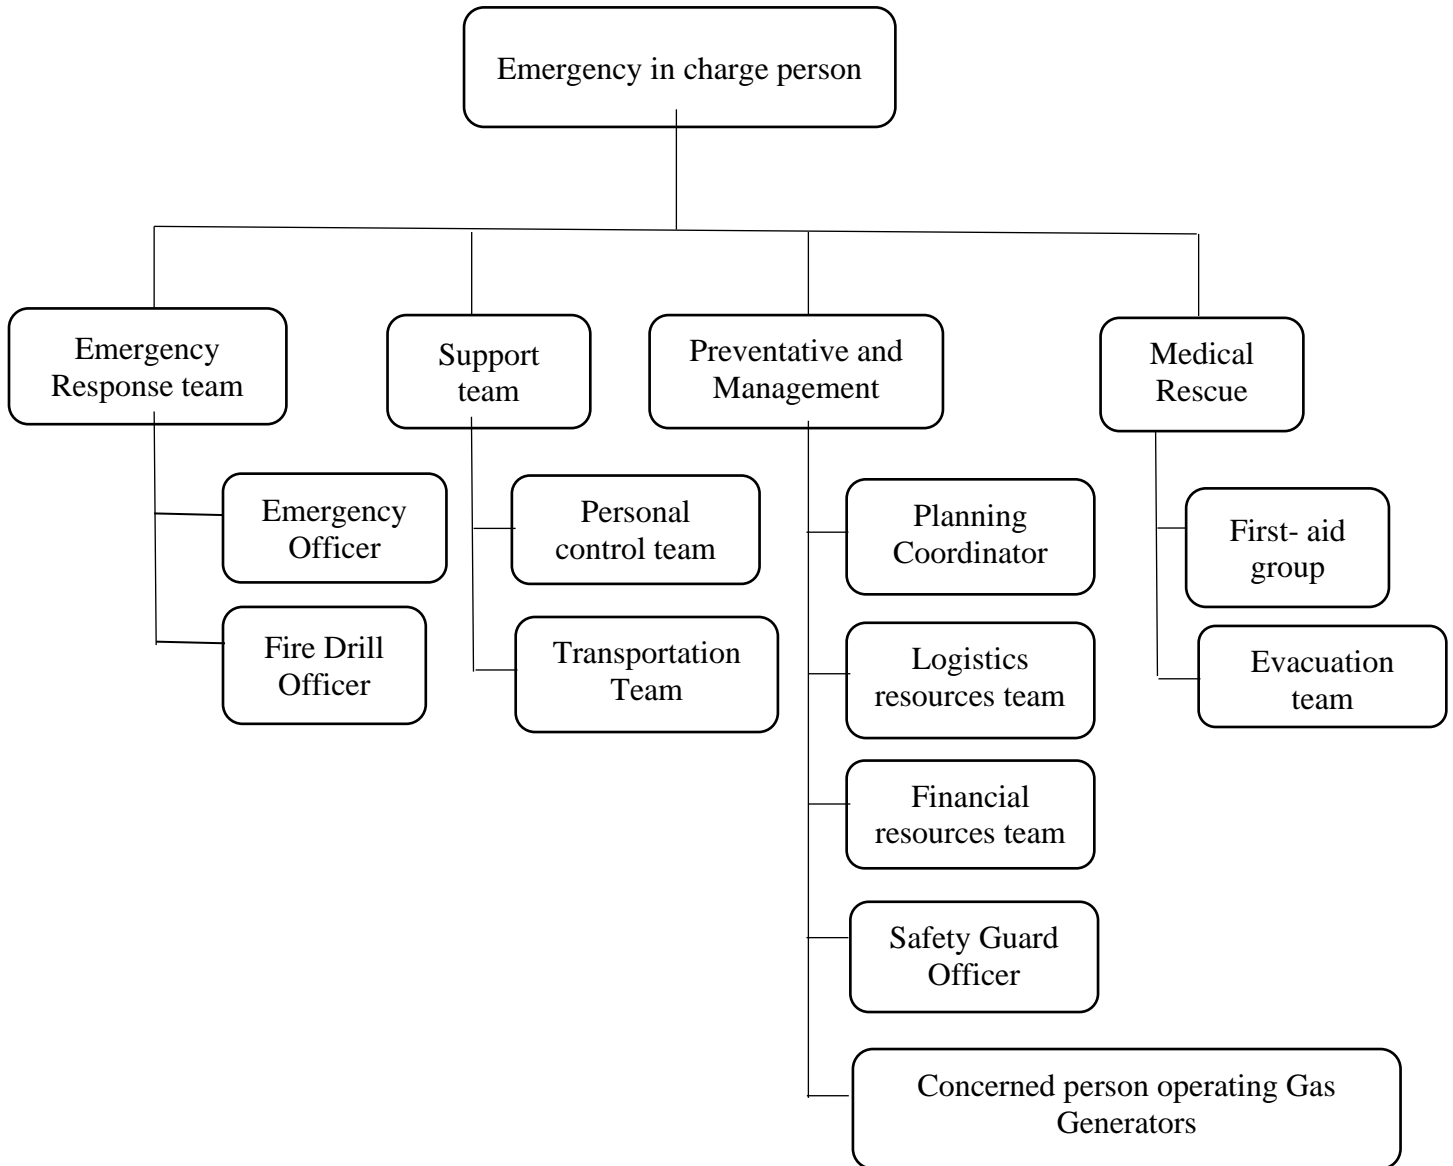 Emergency in charge person
Emergency
Response team
Support
team
Preventative and
Management
Medical
Rescue
Emergency
Officer
Fire Drill
Officer
Personal
control team
Transportation
Team
Planning
Coordinator
Logistics
resources team
Financial
resources team
Safety Guard
Officer
Concerned person operating Gas
Generators
First- aid
group
Evacuation
team